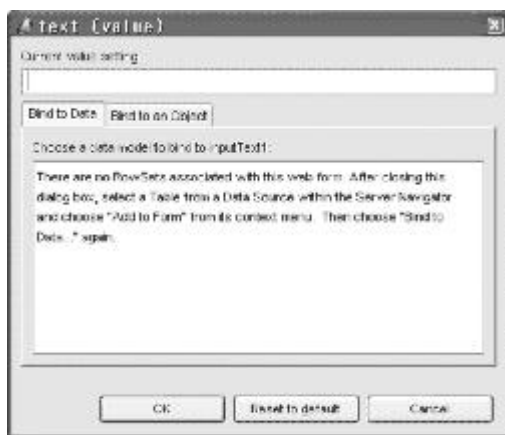 text (value)
Current value setting
Bind to Data Bind to an Object
Choose a data model to bind to inputText1:
There are no RowSets associated with this web form. After closing this
dialog box, select a Table from a Data Source within the Server Navigator
and choose "Add to Form" from its context menu. Then choose "Bind to
Data..." again.
OK Reset to default Cancel